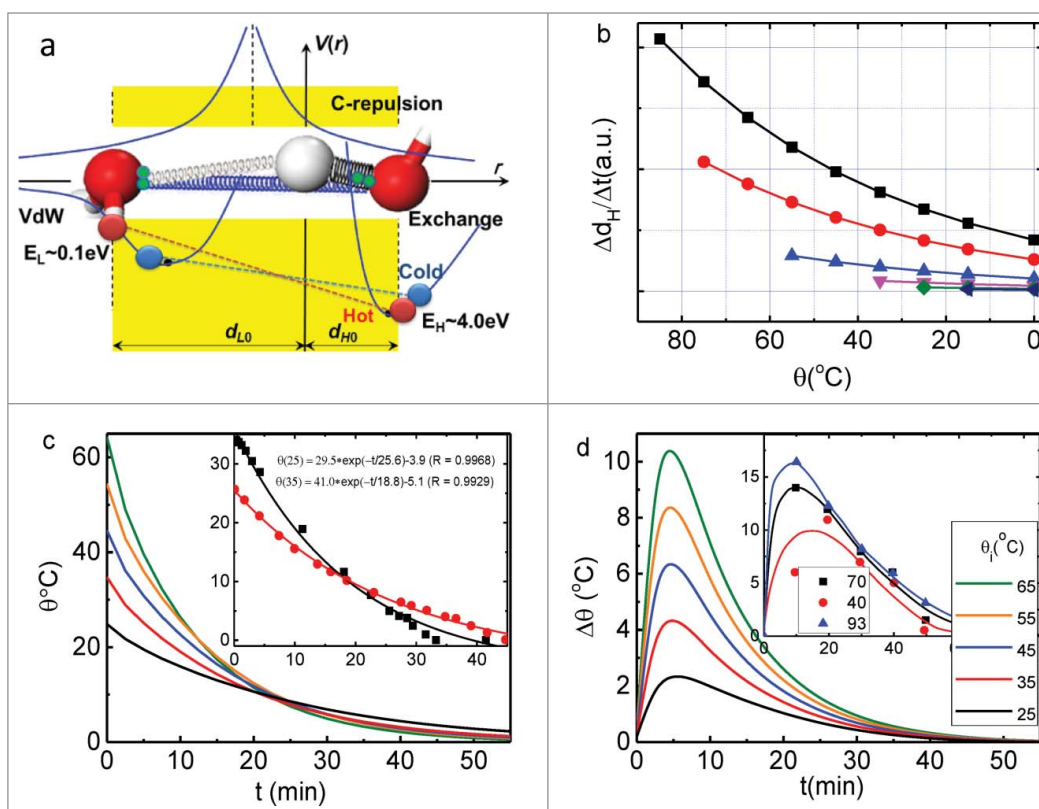 a
V(r)
C-repulsion
r
VdW
Exchange
E_L~0.1eV
Cold
Hot
E_H~4.0eV
d_L0
d_H0
b
Δd_H/Δt(a.u.)
80 60 40 20 0
θ(°C)
c
θ(25) = 29.5*exp(−t/25.6)-3.9 (R = 0.9968)
θ(35) = 41.0*exp(−t/18.8)-5.1 (R = 0.9929)
30
20
10
0
0 10 20 30 40
60
40
20
0
θ°C
0 10 20 30 40 50
t (min)
d
15
10
5
0
0 20 40
70
40
93
10
8
6
4
2
0
Δθ (°C)
θ_i(°C)
65
55
45
35
25
0 10 20 30 40 50
t(min)